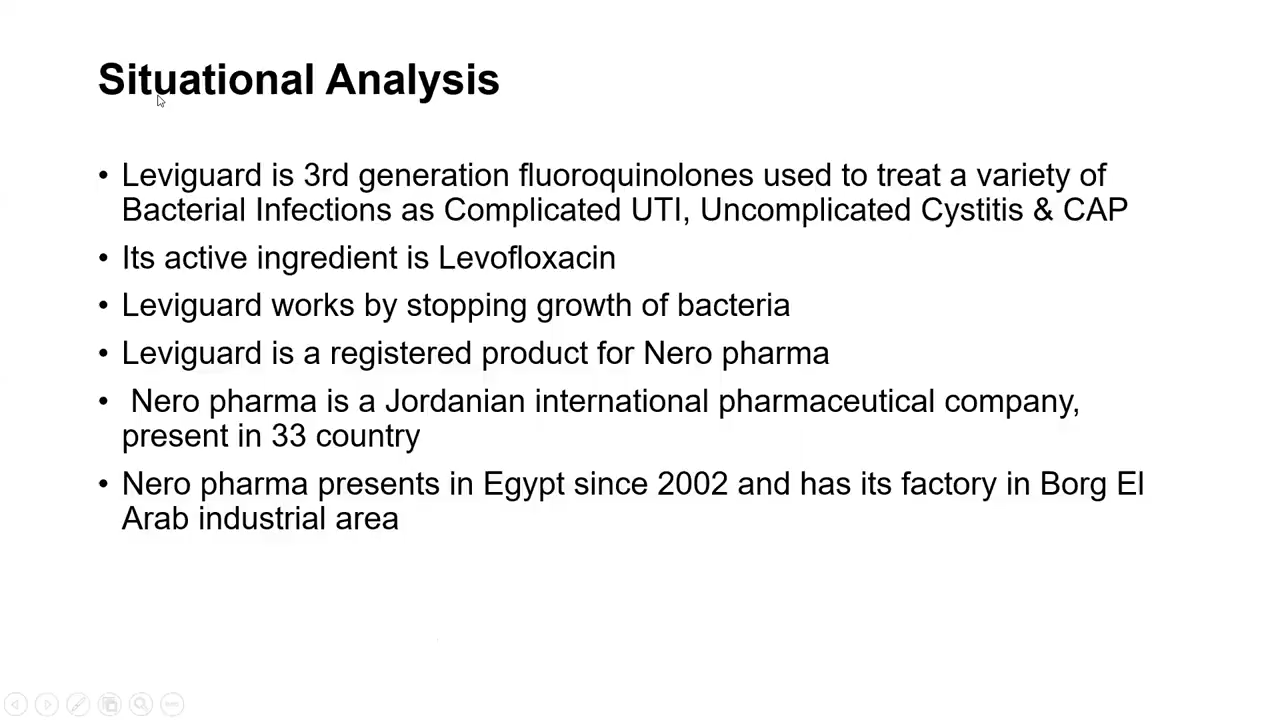 Situational Analysis
• Leviguard is 3rd generation fluoroquinolones used to treat a variety of
Bacterial Infections as Complicated UTI, Uncomplicated Cystitis & CAP
• Its active ingredient is Levofloxacin
• Leviguard works by stopping growth of bacteria
• Leviguard is a registered product for Nero pharma
• Nero pharma is a Jordanian international pharmaceutical company,
present in 33 country
• Nero pharma presents in Egypt since 2002 and has its factory in Borg El
Arab industrial area